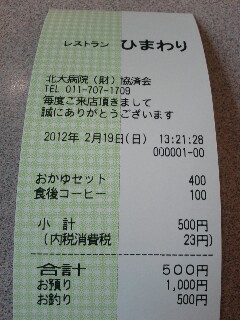 レストラン ひまわり
北大病院(財)協済会
TEL 011-707-1709
毎度ご来店頂きまして
誠にありがとうございます
2012年 2月19日(日) 13:21:28
000001-00
おかゆセット 400
食後コーヒー 100
小 計 500円
(内税消費税 23円)
合計 500円
お預り 1,000円
お釣り 500円